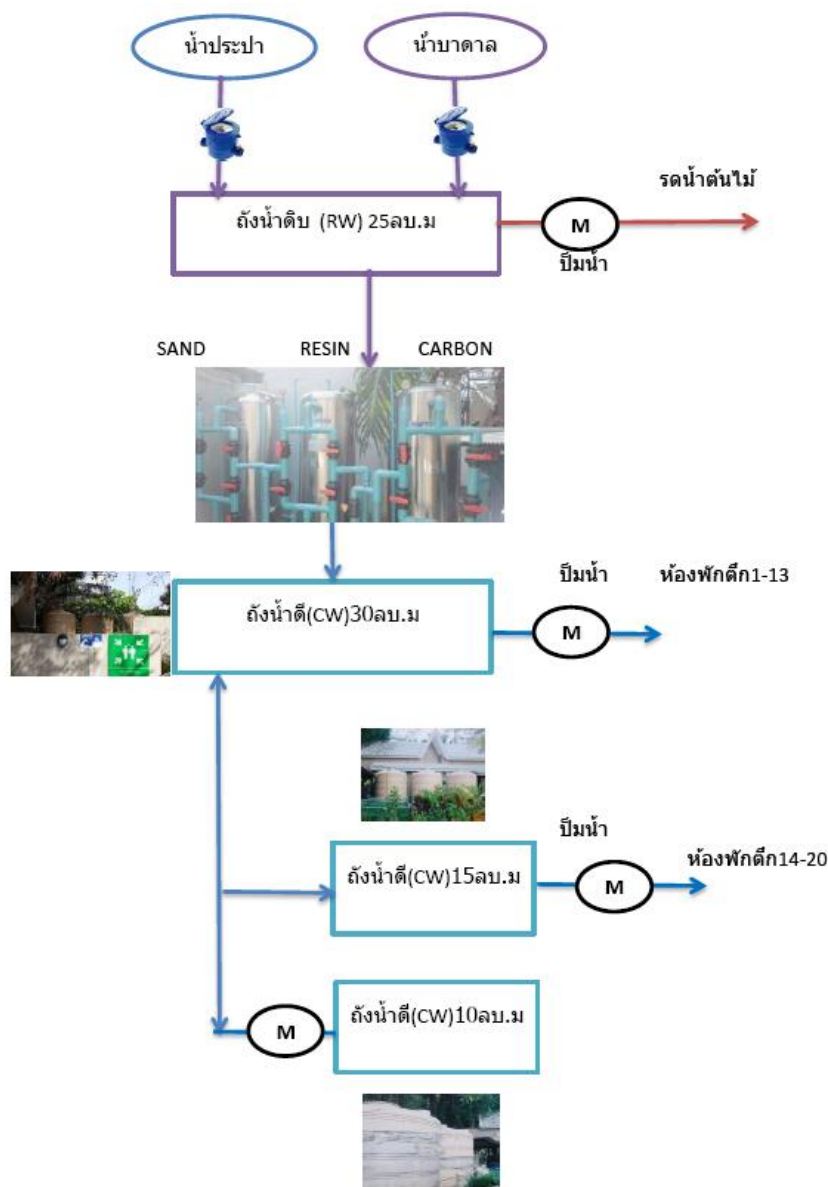 น้ำประปา
น้ำบาดาล
รดน้ำต้นไม้
ถังน้ำดิบ (RW) 25ลบ.ม
M
ปั๊มน้ำ
SAND RESIN CARBON
ปั๊มน้ำ
ห้องพักตึก1-13
ถังน้ำดี(CW)30ลบ.ม
M
ปั๊มน้ำ
ห้องพักตึก14-20
ถังน้ำดี(CW)15ลบ.ม
M
ถังน้ำดี(CW)10ลบ.ม
M